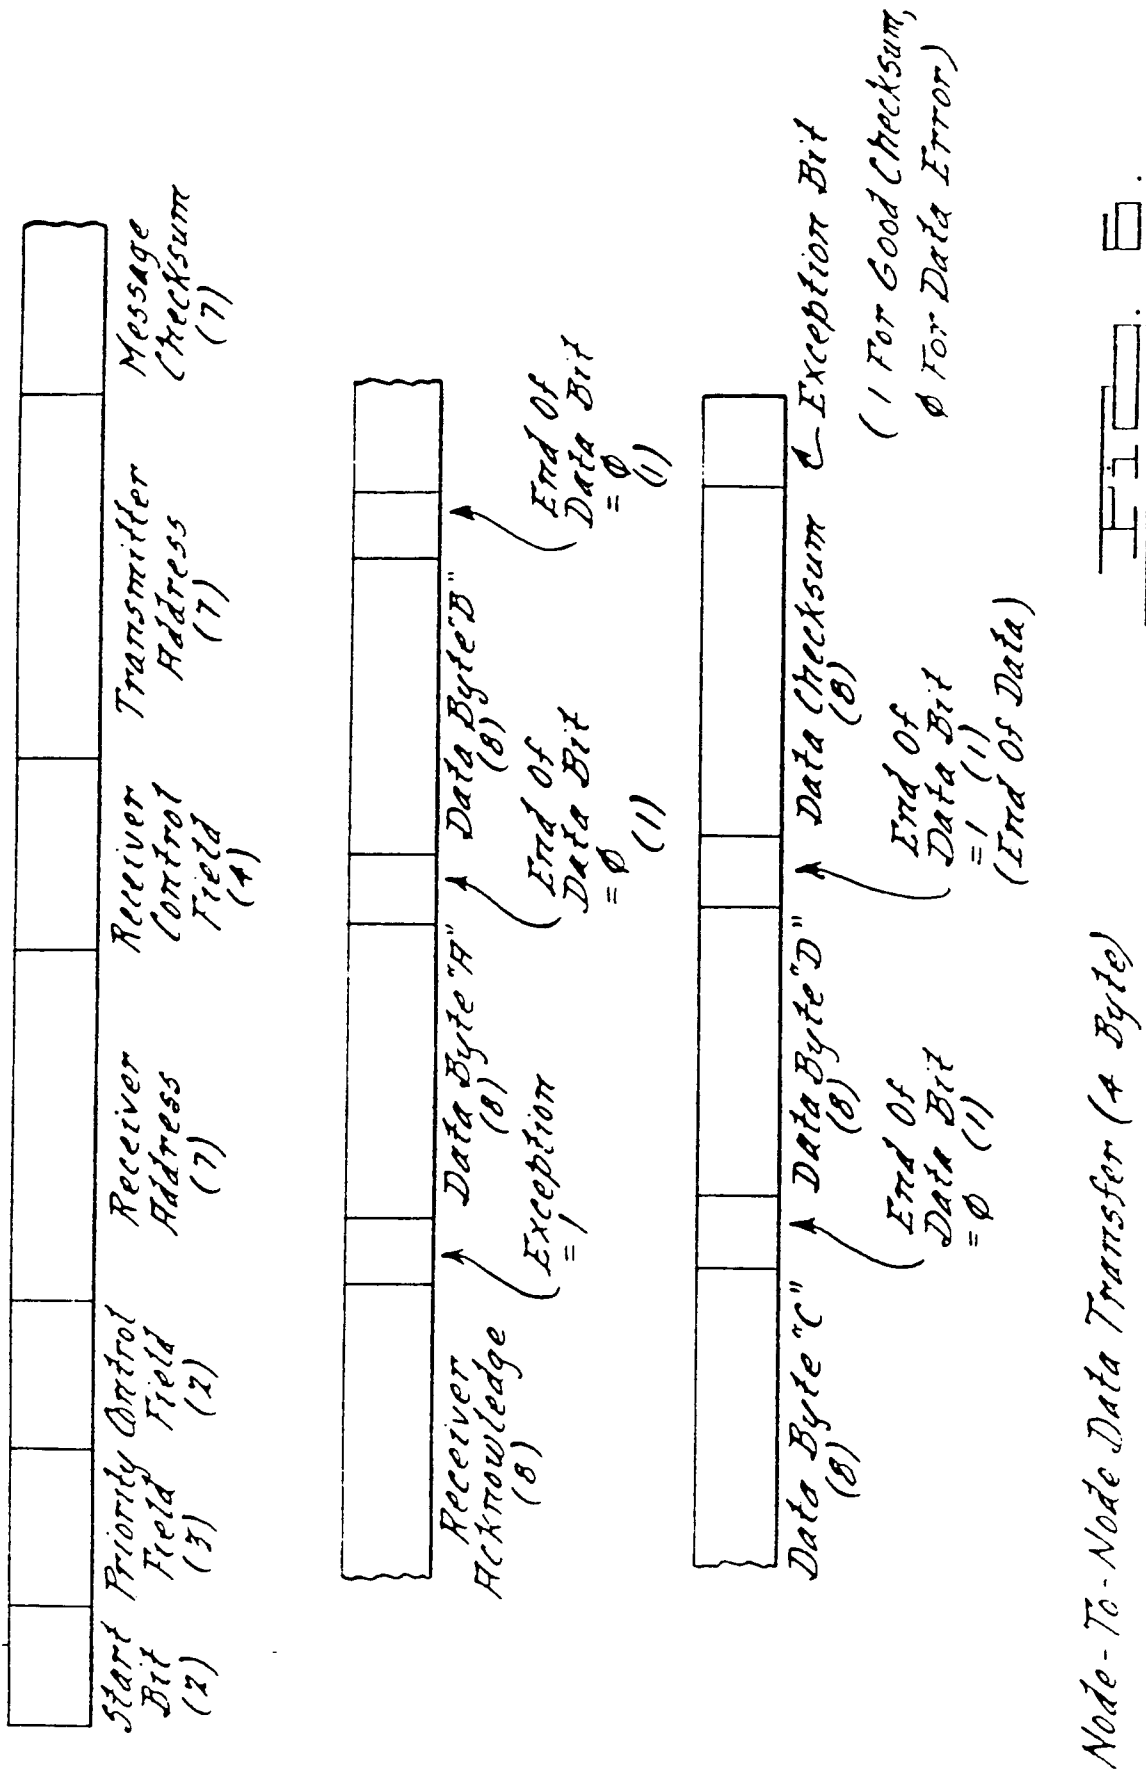 Start
Bit
(2)
Priority
Field
(3)
Control
Field
(2)
Receiver
Address
(7)
Receiver
Control
Field
(4)
Transmitter
Address
(7)
Message
Checksum
(7)
Receiver
Acknowledge
(8)
Exception
= 1
Data Byte "A"
(8)
End Of
Data Bit
= Ø
(1)
Data Byte "B"
(8)
End Of
Data Bit
= Ø
(1)
Data Byte "C"
(8)
End Of
Data Bit
= Ø (1)
Data Byte "D"
(8)
End Of
Data Bit
= 1 (1)
(End Of Data)
Data Checksum
(8)
Exception Bit
(1 For Good Checksum,
Ø For Data Error)
Node-To-Node Data Transfer (4 Byte)